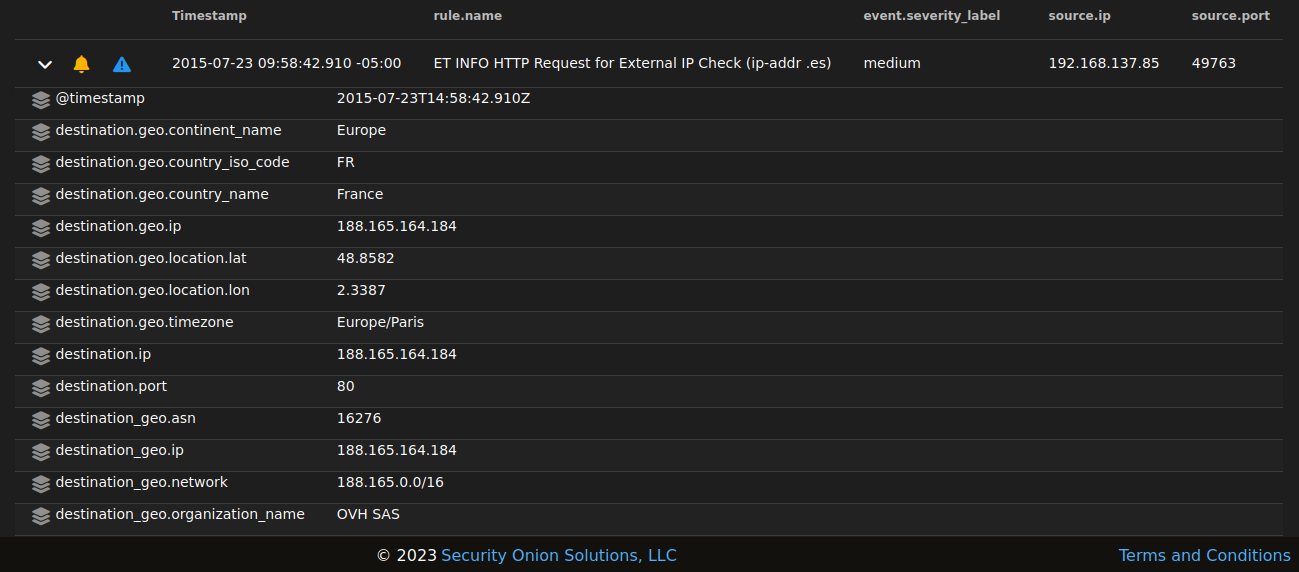 Timestamp rule.name event.severity_label source.ip source.port
2015-07-23 09:58:42.910 -05:00 ET INFO HTTP Request for External IP Check (ip-addr .es) medium 192.168.137.85 49763
@timestamp 2015-07-23T14:58:42.910Z
destination.geo.continent_name Europe
destination.geo.country_iso_code FR
destination.geo.country_name France
destination.geo.ip 188.165.164.184
destination.geo.location.lat 48.8582
destination.geo.location.lon 2.3387
destination.geo.timezone Europe/Paris
destination.ip 188.165.164.184
destination.port 80
destination_geo.asn 16276
destination_geo.ip 188.165.164.184
destination_geo.network 188.165.0.0/16
destination_geo.organization_name OVH SAS
© 2023 Security Onion Solutions, LLC Terms and Conditions